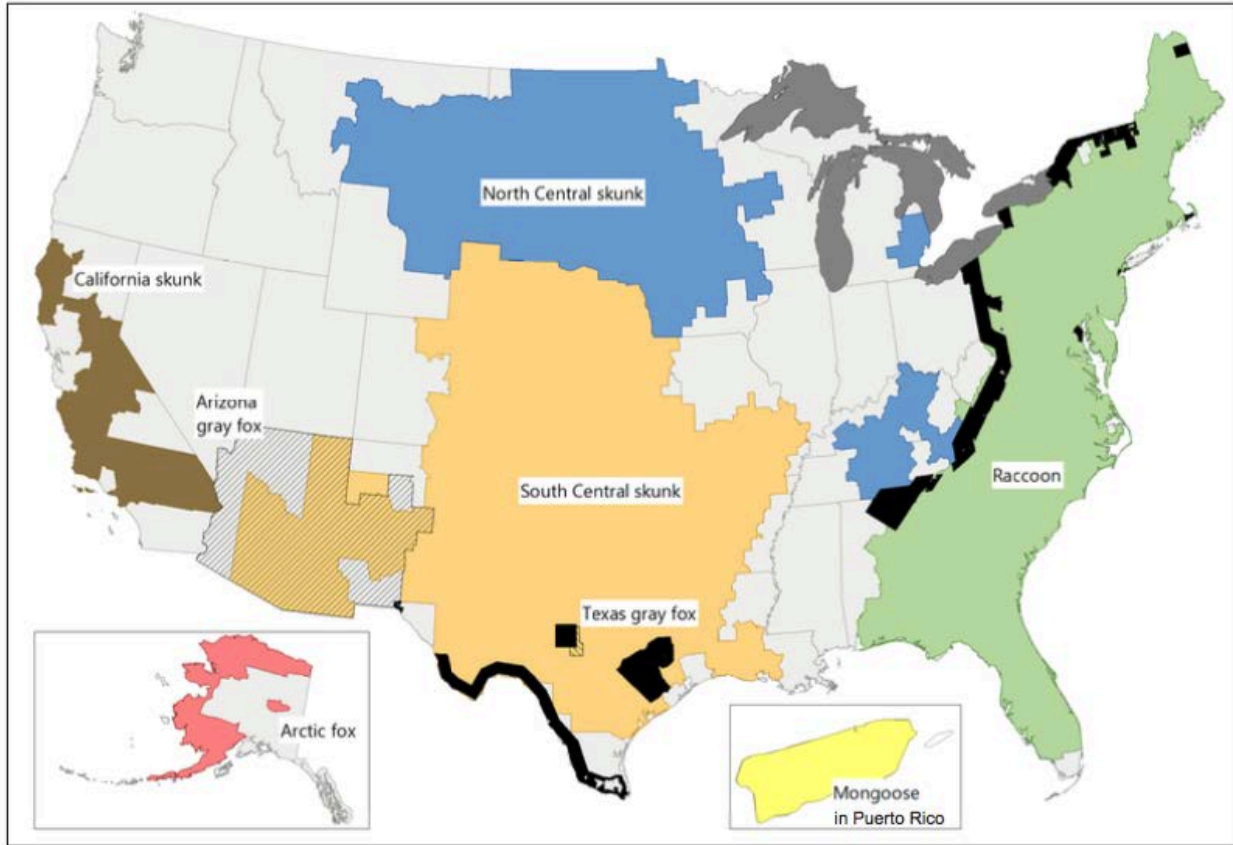 North Central skunk
California skunk
Arizona
gray fox
South Central skunk
Raccoon
Texas gray fox
Arctic fox
Mongoose
in Puerto Rico